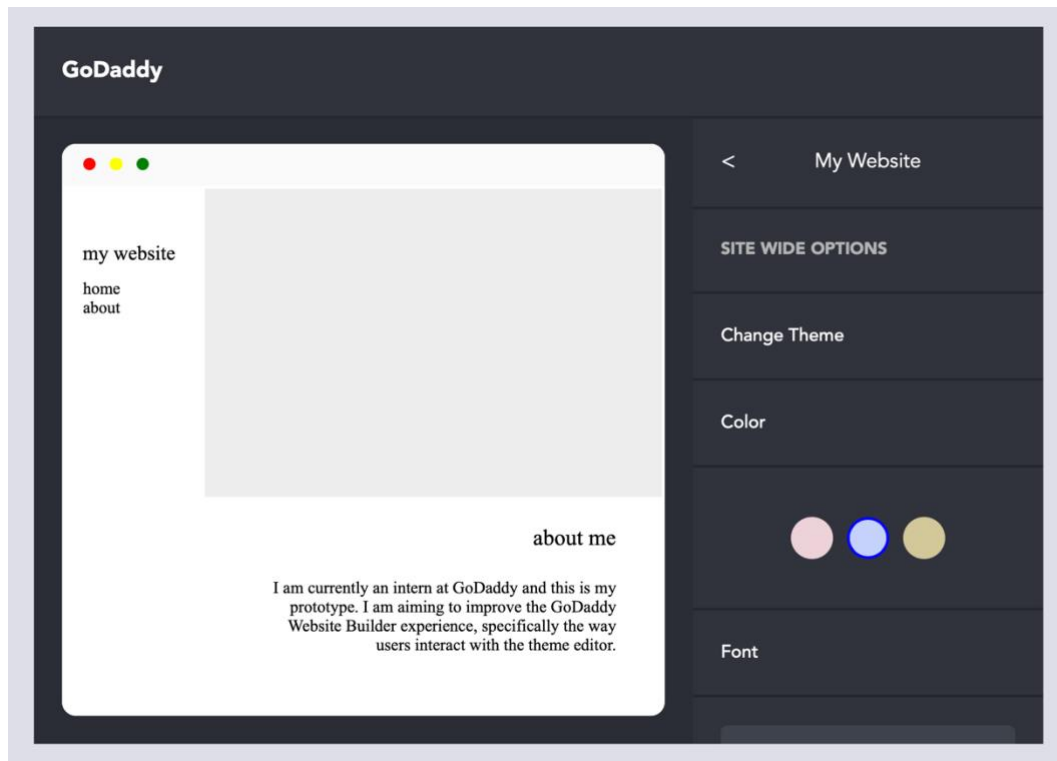 GoDaddy
my website
home
about
about me
I am currently an intern at GoDaddy and this is my
prototype. I am aiming to improve the GoDaddy
Website Builder experience, specifically the way
users interact with the theme editor.
< My Website
SITE WIDE OPTIONS
Change Theme
Color
Font